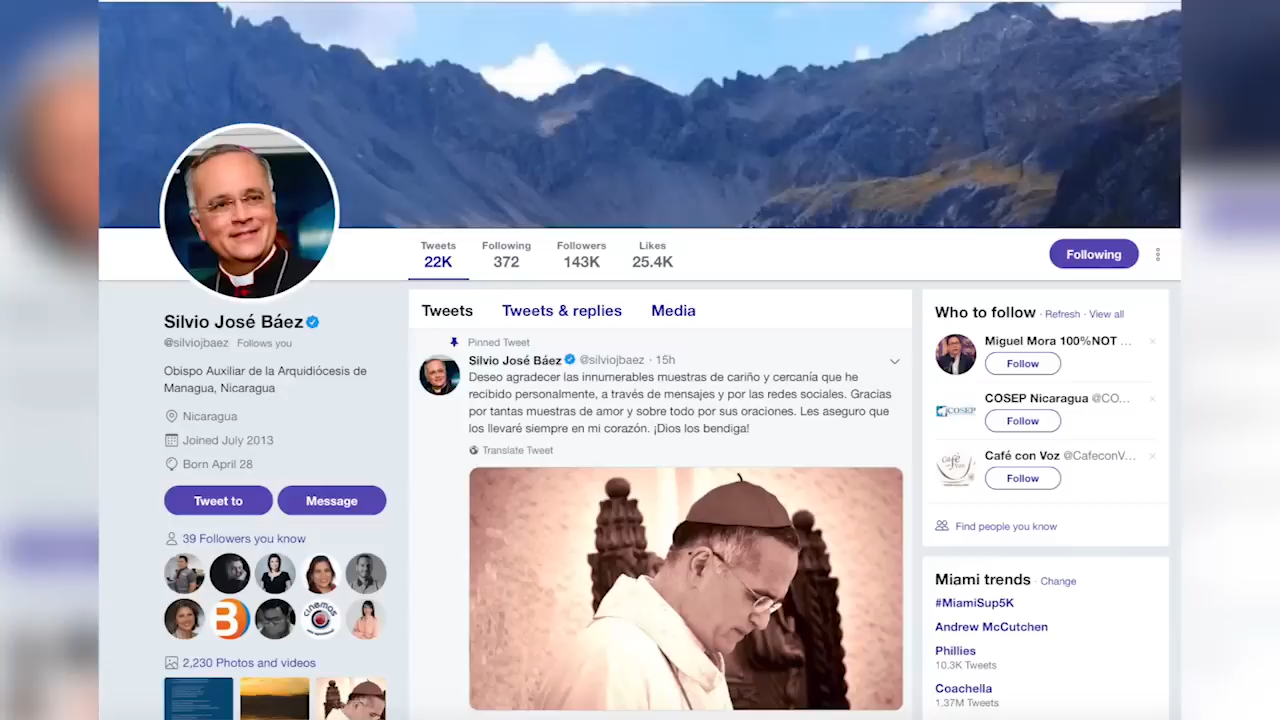 Tweets
22K
Following
372
Followers
143K
Likes
25.4K
Following
Silvio José Báez
@silviojbaez Follows you
Obispo Auxiliar de la Arquidiócesis de
Managua, Nicaragua
Nicaragua
Joined July 2013
Born April 28
Tweet to
Message
39 Followers you know
B
cinemas
2,230 Photos and videos
Tweets
Tweets & replies
Media
Pinned Tweet
Silvio José Báez @silviojbaez · 15h
Deseo agradecer las innumerables muestras de cariño y cercanía que he
recibido personalmente, a través de mensajes y por las redes sociales. Gracias
por tantas muestras de amor y sobre todo por sus oraciones. Les aseguro que
los llevaré siempre en mi corazón. ¡Dios los bendiga!
Translate Tweet
Who to follow · Refresh · View all
Miguel Mora 100%NOT ...
Follow
COSEP
COSEP Nicaragua @CO...
Follow
Café con Voz @CafeconV...
Follow
Find people you know
Miami trends · Change
#MiamiSup5K
Andrew McCutchen
Phillies
10.3K Tweets
Coachella
1.37M Tweets